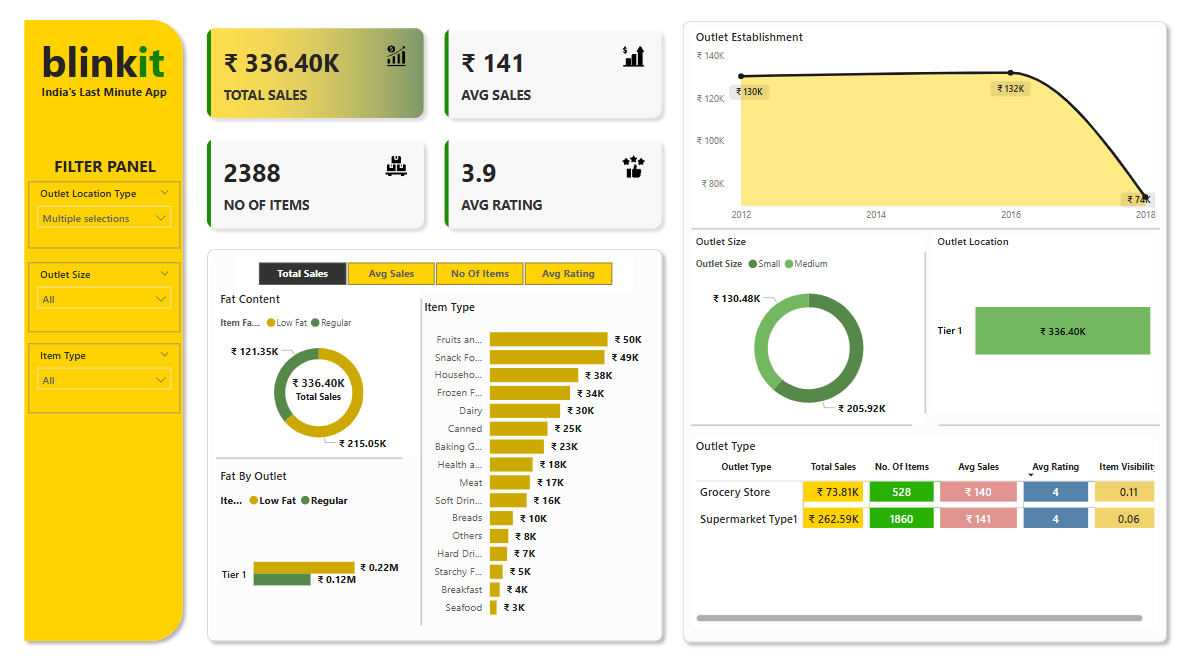 blinkit
India's Last Minute App
FILTER PANEL
Outlet Location Type
Multiple selections
Outlet Size
All
Item Type
All
₹ 336.40K
TOTAL SALES
₹ 141
AVG SALES
2388
NO OF ITEMS
3.9
AVG RATING
Total Sales Avg Sales No Of Items Avg Rating
Fat Content
Item Fa... Low Fat Regular
₹ 121.35K
₹ 336.40K
Total Sales
₹ 215.05K
Fat By Outlet
Ite... Low Fat Regular
Tier 1 ₹ 0.22M
₹ 0.12M
Item Type
Fruits an... ₹ 50K
Snack Fo... ₹ 49K
Househo... ₹ 38K
Frozen F... ₹ 34K
Dairy ₹ 30K
Canned ₹ 25K
Baking G... ₹ 23K
Health a... ₹ 18K
Meat ₹ 17K
Soft Drin... ₹ 16K
Breads ₹ 10K
Others ₹ 8K
Hard Dri... ₹ 7K
Starchy F... ₹ 5K
Breakfast ₹ 4K
Seafood ₹ 3K
Outlet Establishment
₹ 140K
₹ 120K
₹ 100K
₹ 80K
₹ 130K
₹ 132K
₹ 74K
2012 2014 2016 2018
Outlet Size
Outlet Size Small Medium
₹ 130.48K
₹ 205.92K
Outlet Location
Tier 1 ₹ 336.40K
Outlet Type
Outlet Type Total Sales No. Of Items Avg Sales Avg Rating Item Visibility
Grocery Store ₹ 73.81K 528 ₹ 140 4 0.11
Supermarket Type1 ₹ 262.59K 1860 ₹ 141 4 0.06